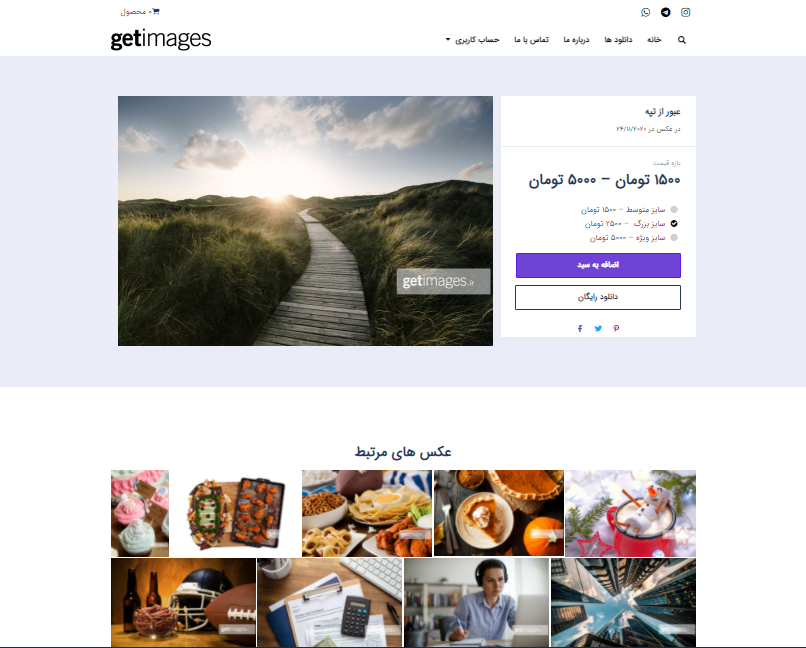 ۰ محصول
getimages
خانه
دانلود ها
درباره ما
تماس با ما
حساب کاربری
عبور از تپه
در عکس در ۲۴/۱۱/۲۰۲۰
بازه قیمت
۱۵۰۰ تومان – ۵۰۰۰ تومان
سایز متوسط – ۱۵۰۰ تومان
سایز بزرگ – ۲۵۰۰ تومان
سایز ویژه – ۵۰۰۰ تومان
اضافه به سبد
دانلود رایگان
getimages.ir
عکس های مرتبط